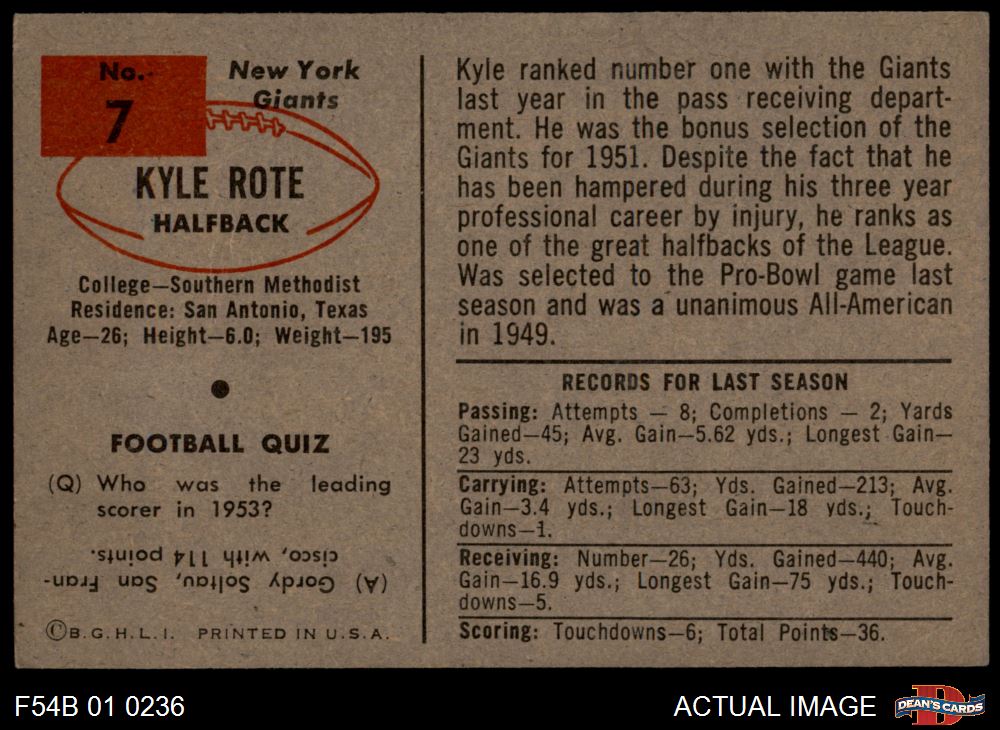 No.
7
New York
Giants
KYLE ROTE
HALFBACK
College—Southern Methodist
Residence: San Antonio, Texas
Age—26; Height—6.0; Weight—195
FOOTBALL QUIZ
(Q) Who was the leading
scorer in 1953?
(A) Gordy Soltau, San Fran-
cisco, with 114 points.
©B.G.H.L.I. PRINTED IN U.S.A.
Kyle ranked number one with the Giants
last year in the pass receiving depart-
ment. He was the bonus selection of the
Giants for 1951. Despite the fact that he
has been hampered during his three year
professional career by injury, he ranks as
one of the great halfbacks of the League.
Was selected to the Pro-Bowl game last
season and was a unanimous All-American
in 1949.
RECORDS FOR LAST SEASON
Passing: Attempts — 8; Completions — 2; Yards
Gained—45; Avg. Gain—5.62 yds.; Longest Gain—
23 yds.
Carrying: Attempts—63; Yds. Gained—213; Avg.
Gain—3.4 yds.; Longest Gain—18 yds.; Touch-
downs—1.
Receiving: Number—26; Yds. Gained—440; Avg.
Gain—16.9 yds.; Longest Gain—75 yds.; Touch-
downs—5.
Scoring: Touchdowns—6; Total Points—36.
F54B 01 0236
ACTUAL IMAGE
D
DEAN'S CARDS